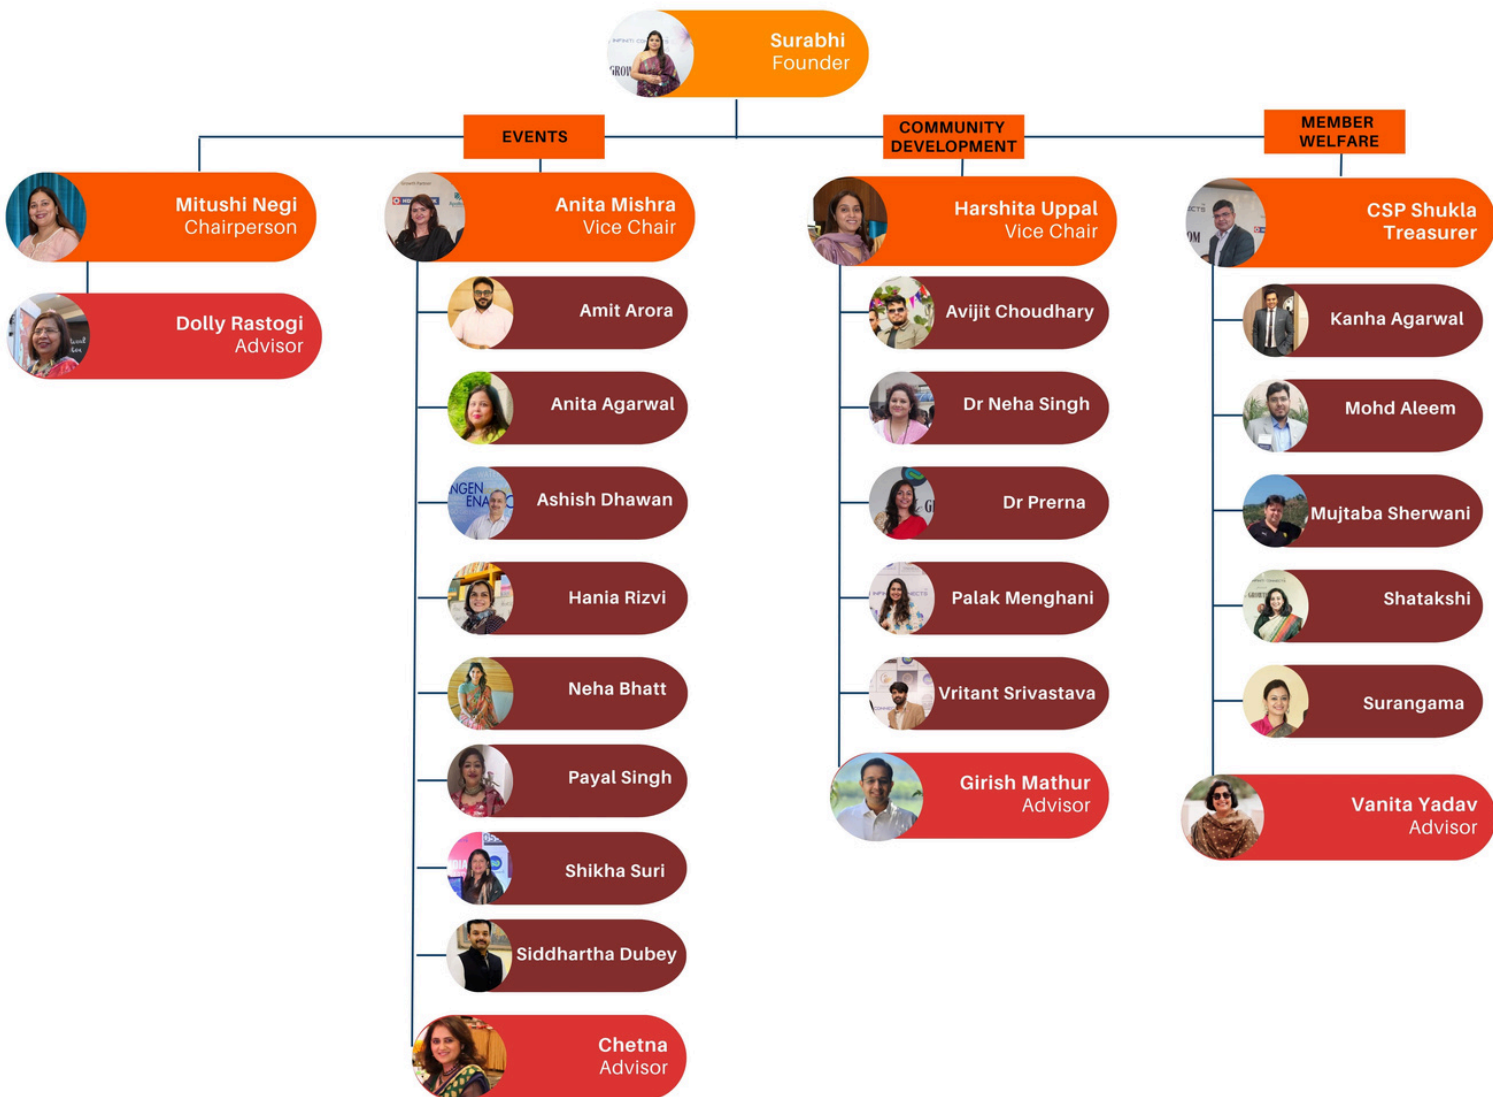 Surabhi
Founder
EVENTS
COMMUNITY
DEVELOPMENT
MEMBER
WELFARE
Mitushi Negi
Chairperson
Anita Mishra
Vice Chair
Harshita Uppal
Vice Chair
CSP Shukla
Treasurer
Dolly Rastogi
Advisor
Amit Arora
Anita Agarwal
Ashish Dhawan
Hania Rizvi
Neha Bhatt
Payal Singh
Shikha Suri
Siddhartha Dubey
Chetna
Advisor
Avijit Choudhary
Dr Neha Singh
Dr Prerna
Palak Menghani
Vritant Srivastava
Girish Mathur
Advisor
Kanha Agarwal
Mohd Aleem
Mujtaba Sherwani
Shatakshi
Surangama
Vanita Yadav
Advisor